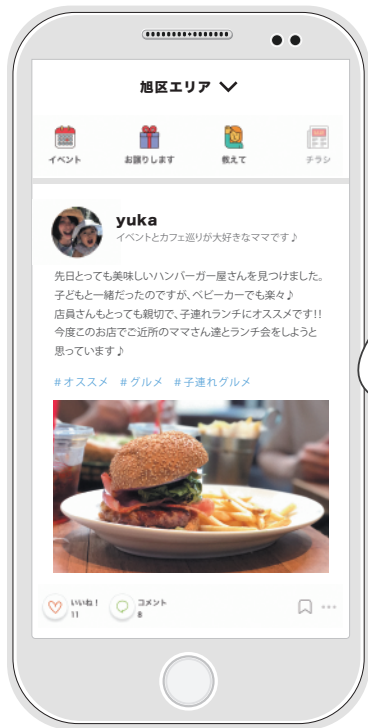 旭区エリア
イベント
お譲りします
教えて
チラシ
yuka
イベントとカフェ巡りが大好きなママです♪
先日とっても美味しいハンバーガー屋さんを見つけました。
子どもと一緒だったのですが、ベビーカーでも楽々♪
店員さんもとっても親切で、子連れランチにオススメです!!
今度このお店でご近所のママさん達とランチ会をしようと
思っています♪
#オススメ #グルメ #子連れグルメ
いいね!
11
コメント
8